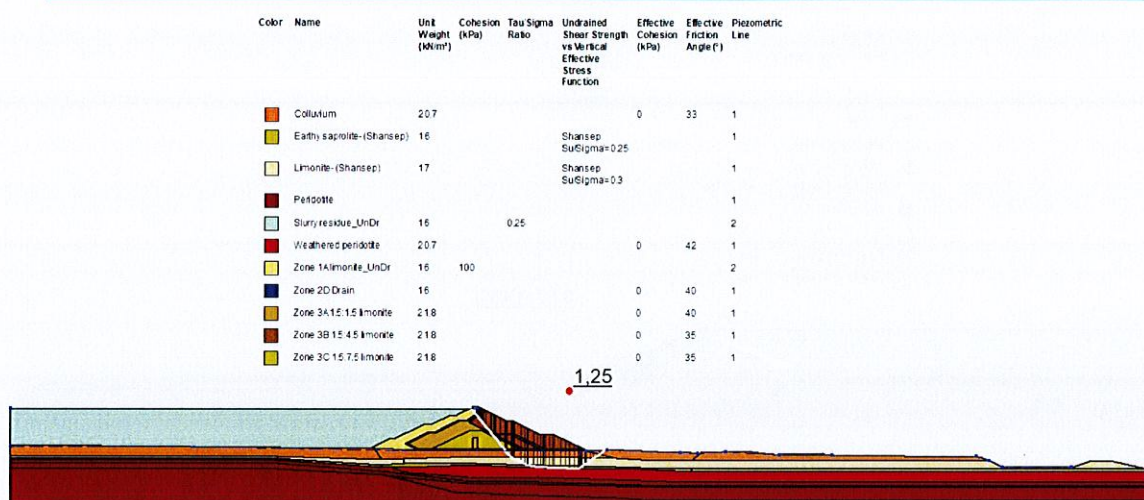 Color Name Unit Weight (kN/m³) Cohesion (kPa) Tau/Sigma Ratio Undrained Shear Strength vs Vertical Effective Stress Function Effective Cohesion (kPa) Effective Friction Angle (°) Piezometric Line
Colluvium 20.7 0 33 1
Earthy saprolite-(Shansep) 16 Shansep Su/Sigma=0.25 1
Limonite-(Shansep) 17 Shansep Su/Sigma=0.3 1
Peridotite 1
Slurry residue_UnDr 16 0.25 2
Weathered peridotite 20.7 0 42 1
Zone 1A limonite_UnDr 16 100 2
Zone 2D Drain 16 0 40 1
Zone 3A 1.5:1.5 limonite 21.8 0 40 1
Zone 3B 1.5:4.5 limonite 21.8 0 35 1
Zone 3C 1.5:7.5 limonite 21.8 0 35 1
1,25